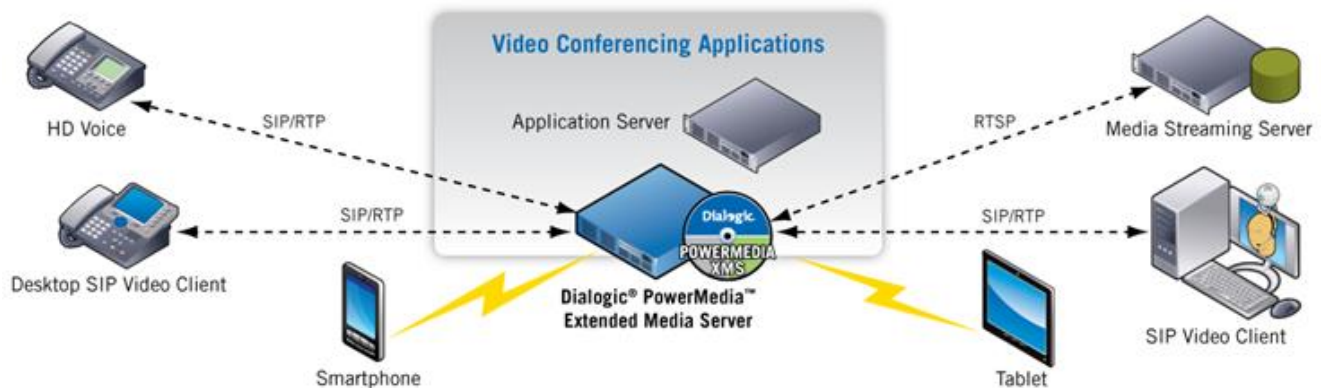 Video Conferencing Applications
HD Voice
SIP/RTP
Application Server
RTSP
Media Streaming Server
Desktop SIP Video Client
SIP/RTP
Dialogic.
POWERMEDIA
XMS
SIP/RTP
SIP Video Client
Dialogic® PowerMedia™
Extended Media Server
Smartphone
Tablet